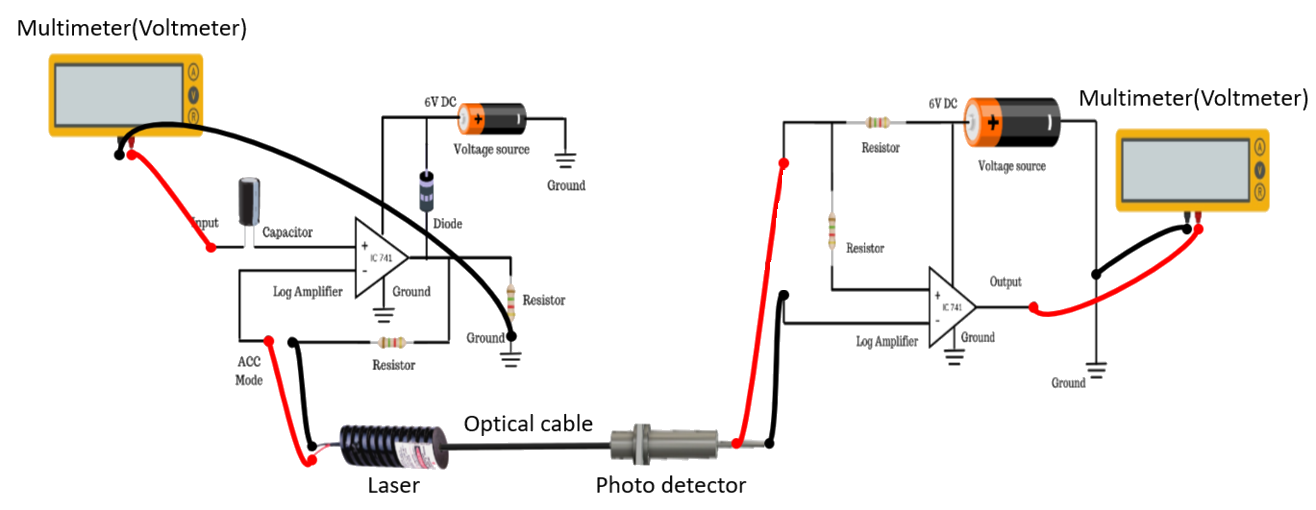 Multimeter(Voltmeter)
A
V
R
6V DC
+
Voltage source
Ground
Input
Capacitor
Diode
+
IC 741
-
Log Amplifier
Ground
Resistor
Ground
ACC
Mode
Resistor
Laser
Optical cable
Photo detector
6V DC
+
Resistor
Voltage source
Multimeter(Voltmeter)
A
V
R
Resistor
+
IC 741
-
Output
Log Amplifier
Ground
Ground